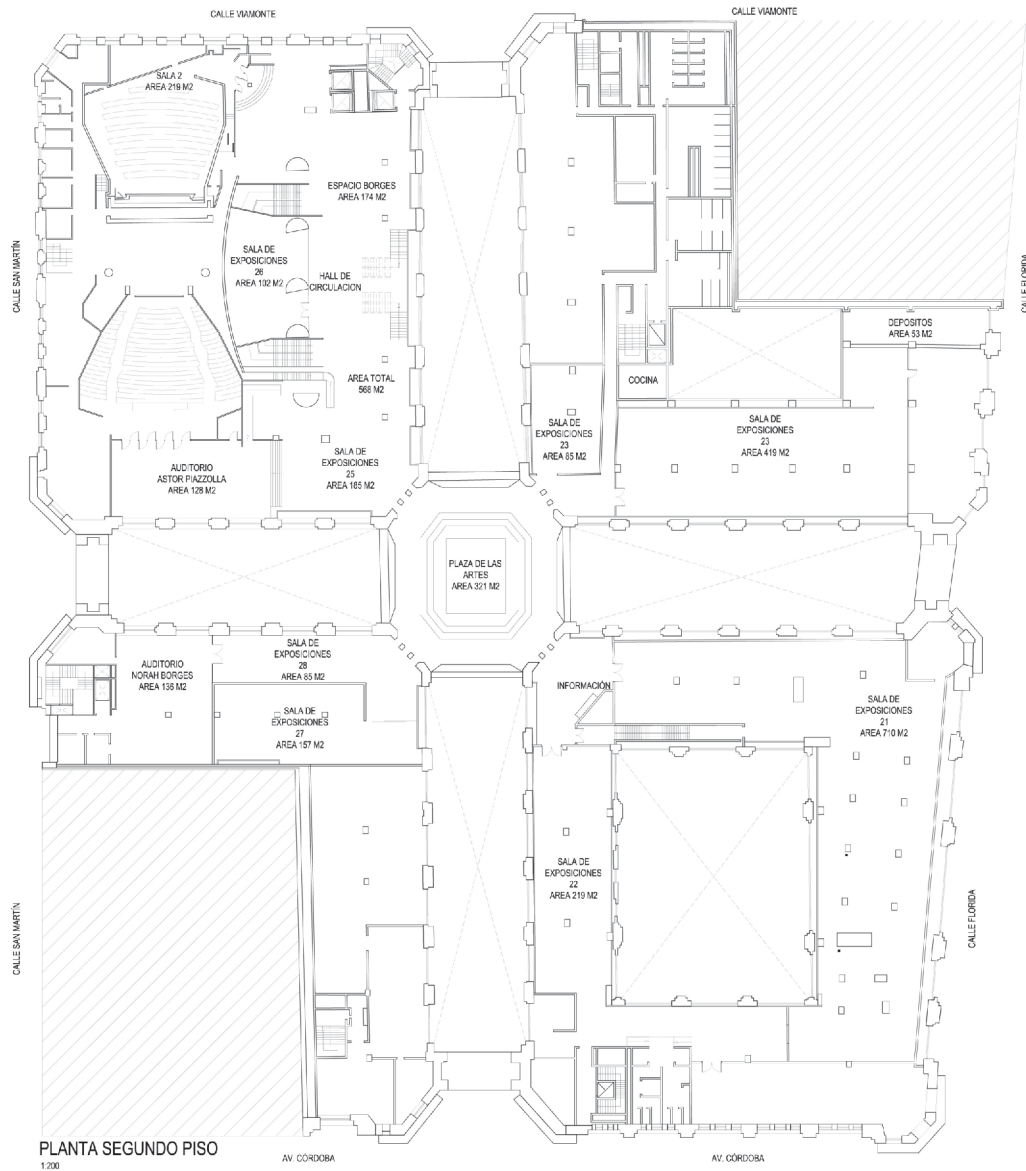 CALLE VIAMONTE
CALLE VIAMONTE
SALA 2
AREA 219 M2
ESPACIO BORGES
AREA 174 M2
CALLE SAN MARTÍN
SALA DE
EXPOSICIONES
26
AREA 102 M2
HALL DE
CIRCULACION
CALLE FLORIDA
DEPOSITOS
AREA 53 M2
AREA TOTAL
568 M2
COCINA
SALA DE
EXPOSICIONES
23
AREA 85 M2
SALA DE
EXPOSICIONES
23
AREA 419 M2
SALA DE
EXPOSICIONES
25
AREA 185 M2
AUDITORIO
ASTOR PIAZZOLLA
AREA 128 M2
PLAZA DE LAS
ARTES
AREA 321 M2
AUDITORIO
NORAH BORGES
AREA 136 M2
SALA DE
EXPOSICIONES
28
AREA 85 M2
INFORMACIÓN
SALA DE
EXPOSICIONES
27
AREA 157 M2
SALA DE
EXPOSICIONES
21
AREA 710 M2
SALA DE
EXPOSICIONES
22
AREA 219 M2
CALLE SAN MARTÍN
CALLE FLORIDA
PLANTA SEGUNDO PISO
1:200
AV. CÓRDOBA
AV. CÓRDOBA